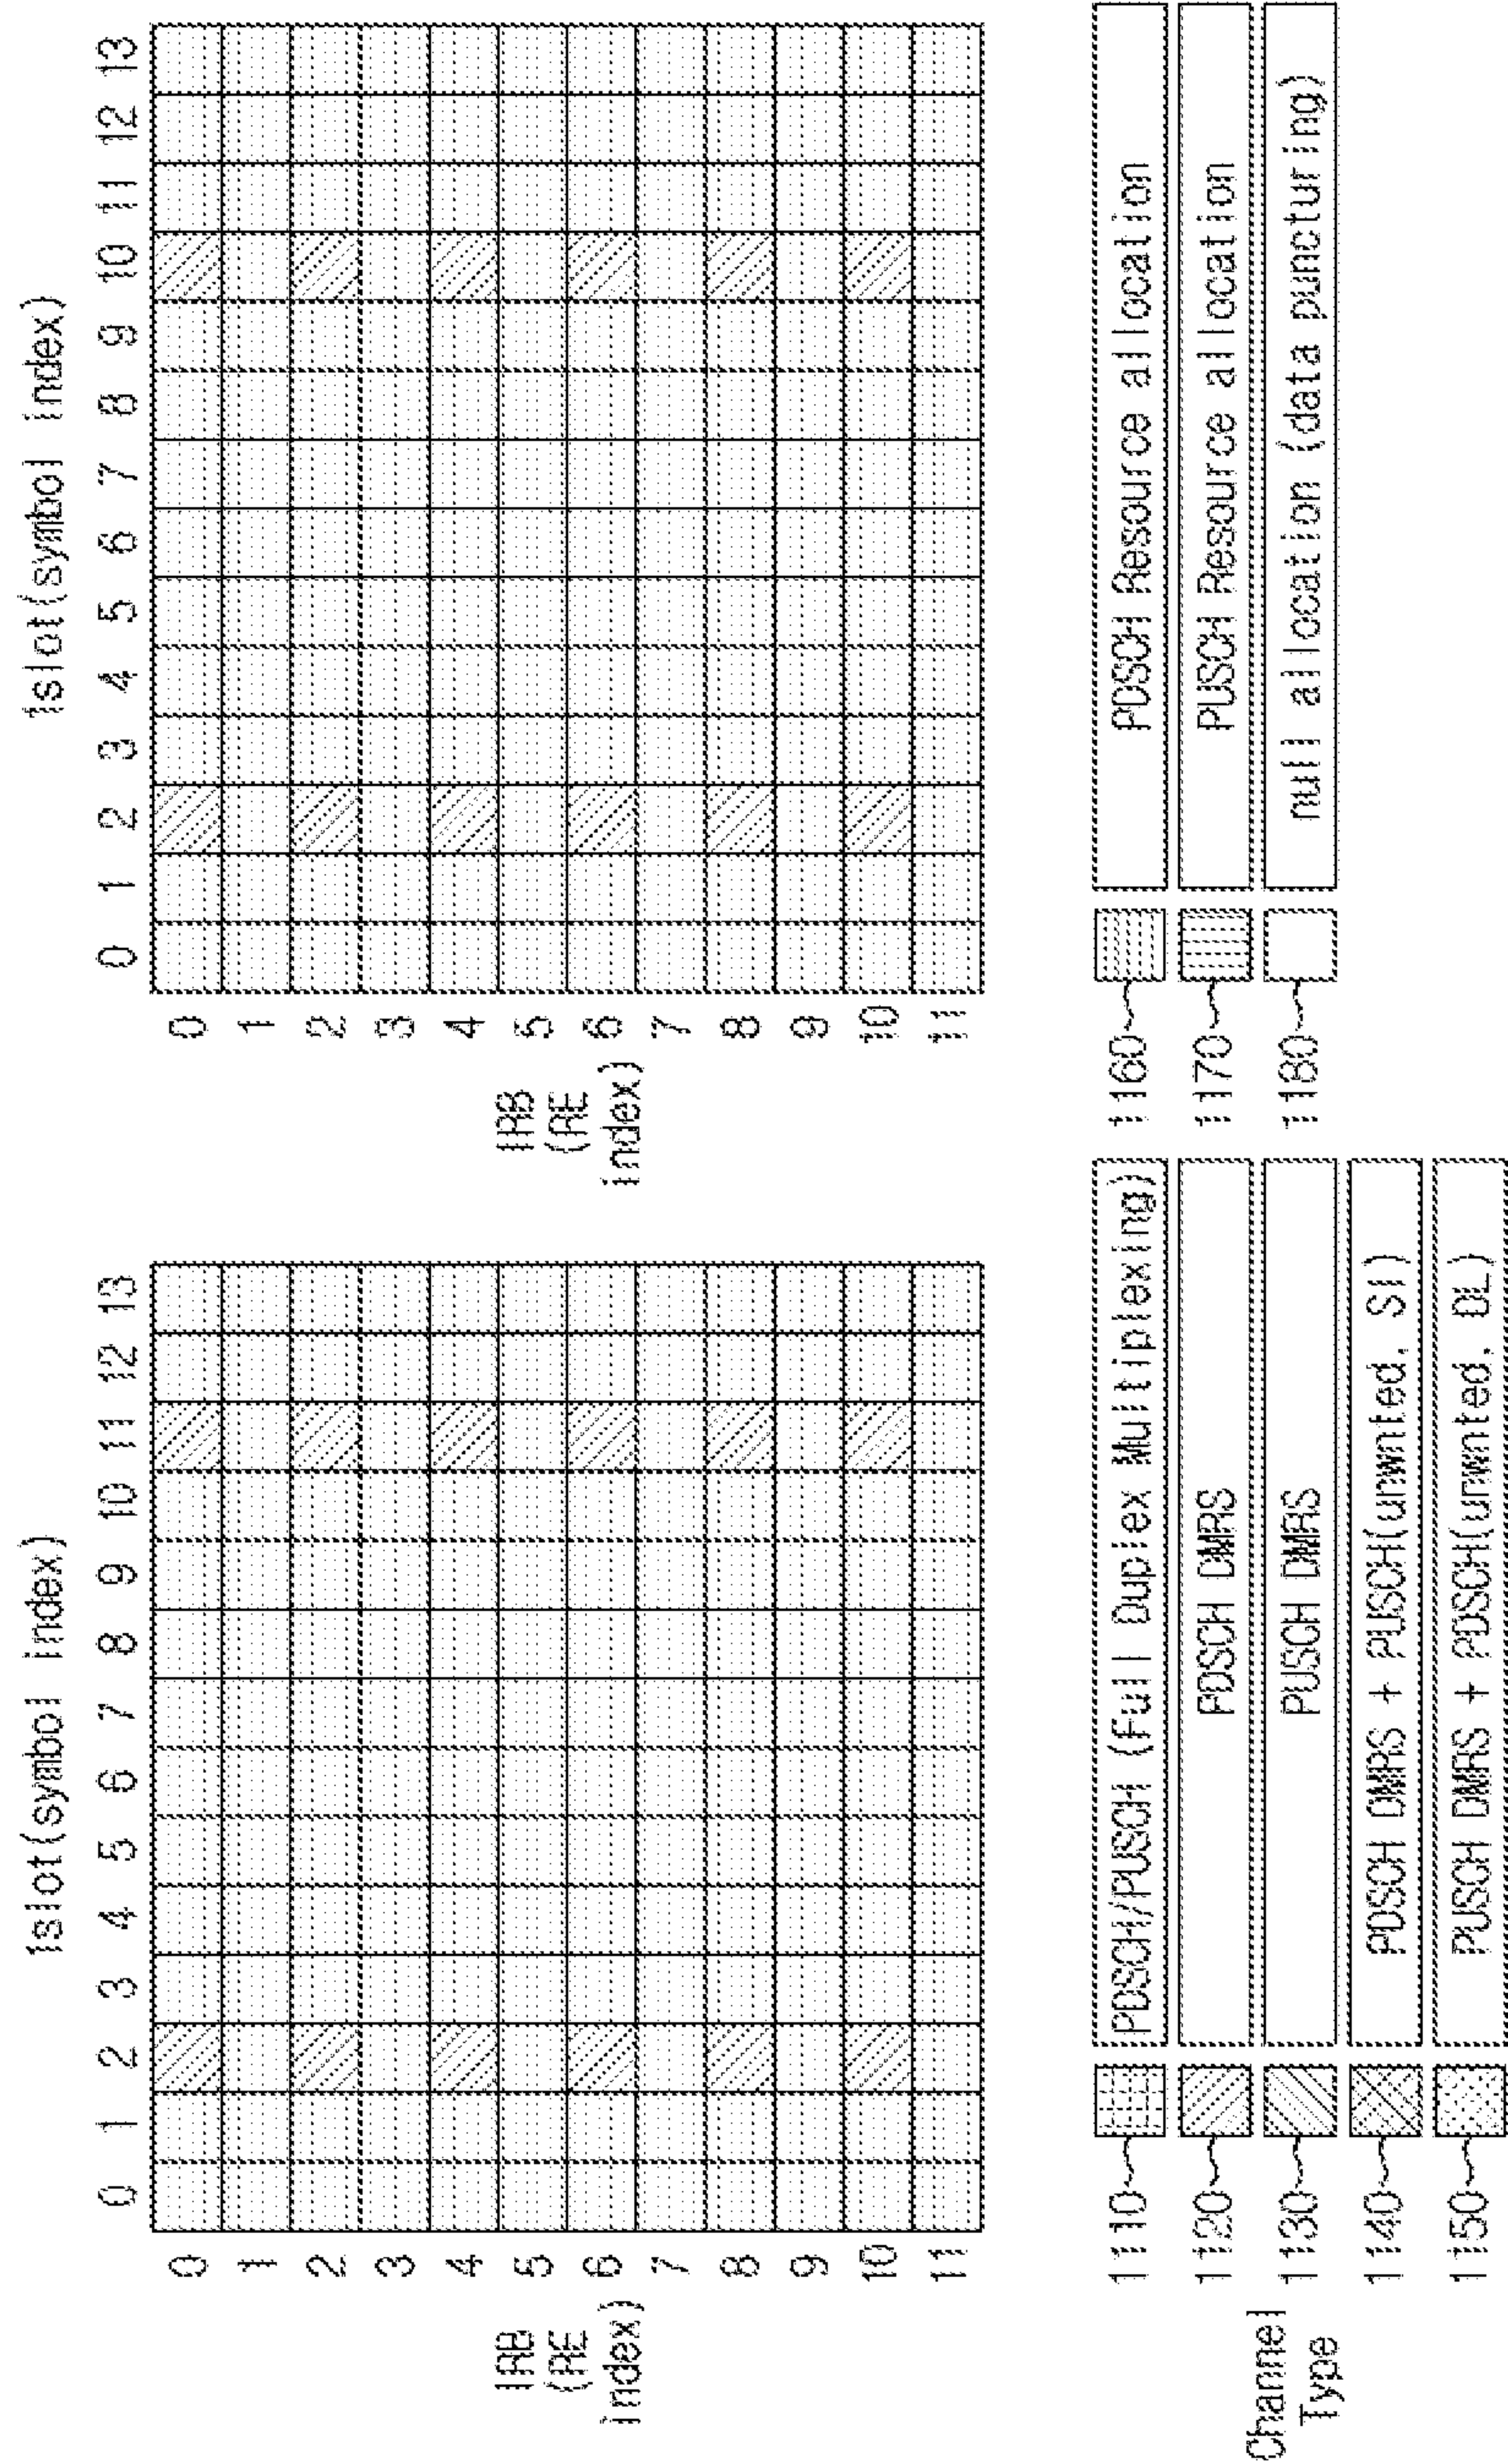 1slot(symbol index)
0 1 2 3 4 5 6 7 8 9 10 11 12 13
0
1
2
3
4
5
6
7
8
9
10
11
1RB
(RE
index)
1slot(symbol index)
0 1 2 3 4 5 6 7 8 9 10 11 12 13
0
1
2
3
4
5
6
7
8
9
10
11
1RB
(RE
index)
Channel
Type
1110 PDSCH/PUSCH (Full Duplex Multiplexing)
1120 PDSCH DMRS
1130 PUSCH DMRS
1140 PDSCH DMRS + PUSCH(unwnted, SI)
1150 PUSCH DMRS + PDSCH(unwnted, DL)
1160 PDSCH Resource allocation
1170 PUSCH Resource allocation
1180 null allocation (data puncturing)